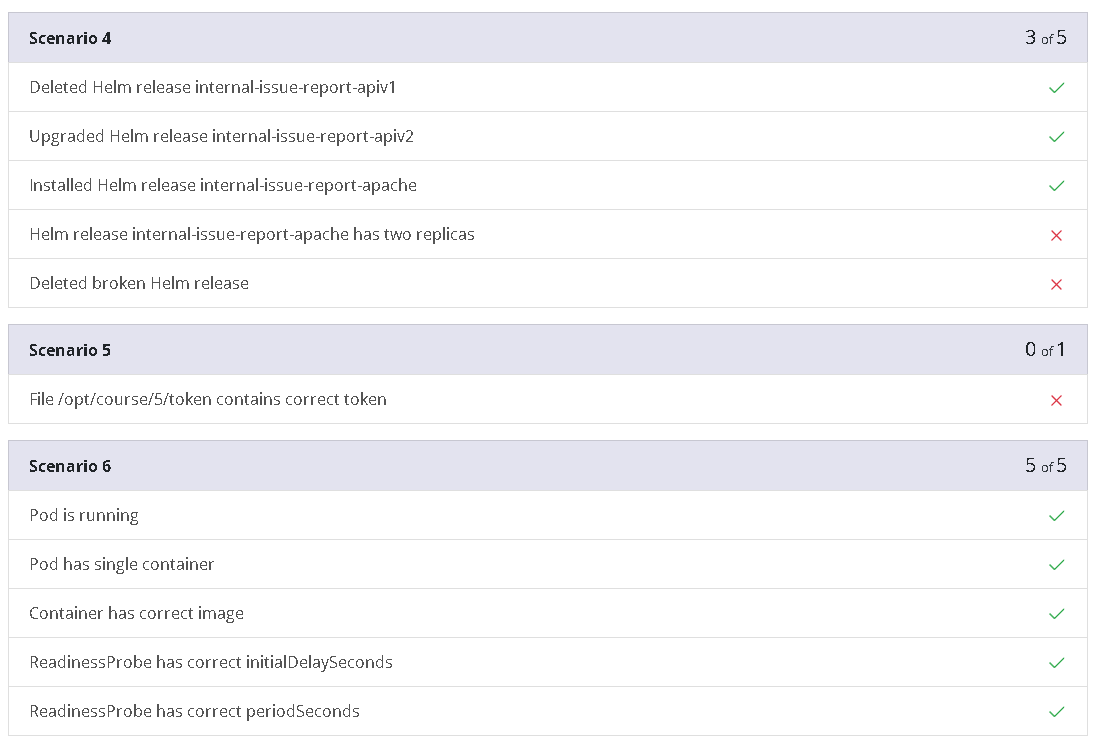 Scenario 4 3 of 5
Deleted Helm release internal-issue-report-apiv1
Upgraded Helm release internal-issue-report-apiv2
Installed Helm release internal-issue-report-apache
Helm release internal-issue-report-apache has two replicas
Deleted broken Helm release
Scenario 5 0 of 1
File /opt/course/5/token contains correct token
Scenario 6 5 of 5
Pod is running
Pod has single container
Container has correct image
ReadinessProbe has correct initialDelaySeconds
ReadinessProbe has correct periodSeconds